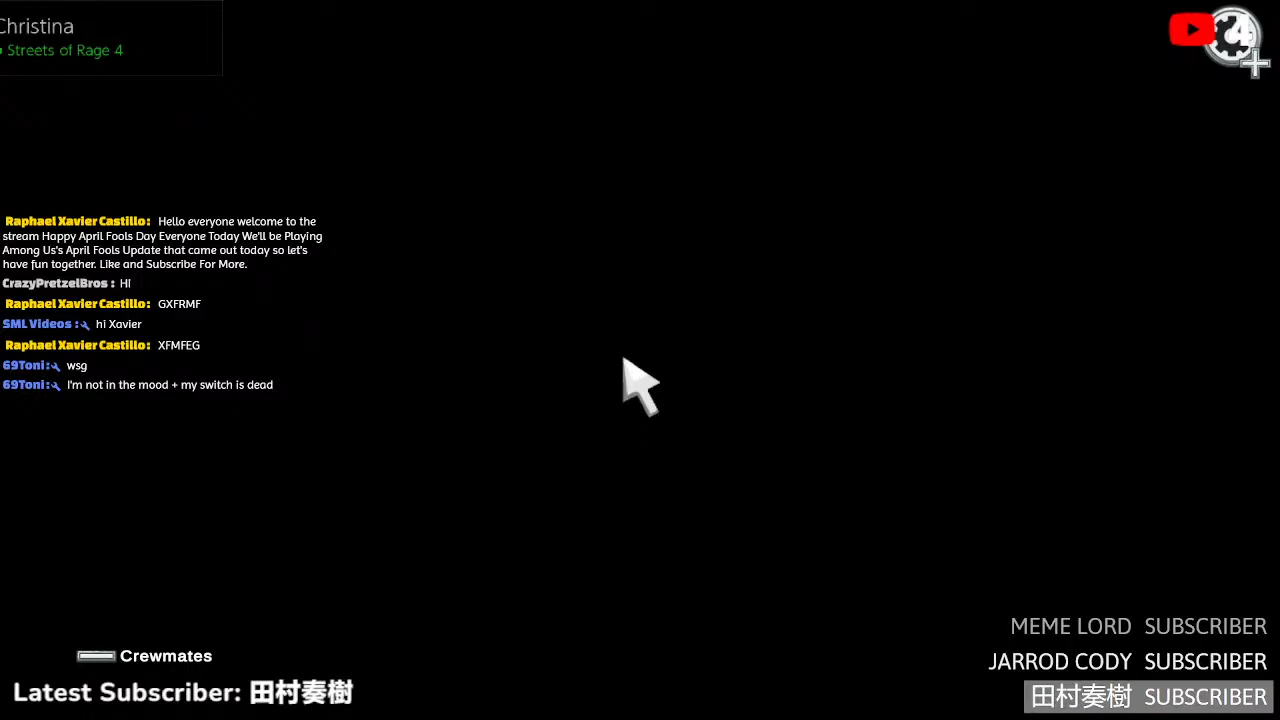 Christina
Streets of Rage 4
4
Raphael Xavier Castillo: Hello everyone welcome to the
stream Happy April Fools Day Everyone Today We'll be Playing
Among Us's April Fools Update that came out today so let's
have fun together. Like and Subscribe For More.
CrazyPretzelBros : Hi
Raphael Xavier Castillo: GXFRMF
SML Videos : hi Xavier
Raphael Xavier Castillo: XFMFEG
69Toni: wsg
69Toni: I'm not in the mood + my switch is dead
MEME LORD SUBSCRIBER
JARROD CODY SUBSCRIBER
田村奏樹 SUBSCRIBER
Crewmates
Latest Subscriber: 田村奏樹